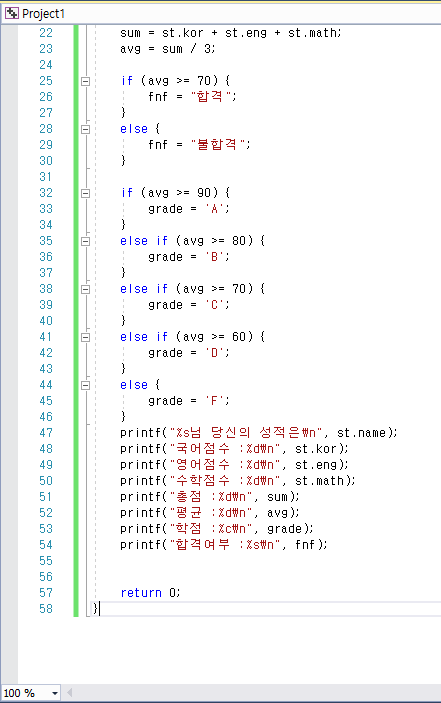 Project1
22 sum = st.kor + st.eng + st.math;
23 avg = sum / 3;
24
25 if (avg >= 70) {
26 fnf = "합격";
27 }
28 else {
29 fnf = "불합격";
30 }
31
32 if (avg >= 90) {
33 grade = 'A';
34 }
35 else if (avg >= 80) {
36 grade = 'B';
37 }
38 else if (avg >= 70) {
39 grade = 'C';
40 }
41 else if (avg >= 60) {
42 grade = 'D';
43 }
44 else {
45 grade = 'F';
46 }
47 printf("%s님 당신의 성적은₩n", st.name);
48 printf("국어점수 :%d₩n", st.kor);
49 printf("영어점수 :%d₩n", st.eng);
50 printf("수학점수 :%d₩n", st.math);
51 printf("총점 :%d₩n", sum);
52 printf("평균 :%d₩n", avg);
53 printf("학점 :%c₩n", grade);
54 printf("합격여부 :%s₩n", fnf);
55
56
57 return 0;
58 }
100 %